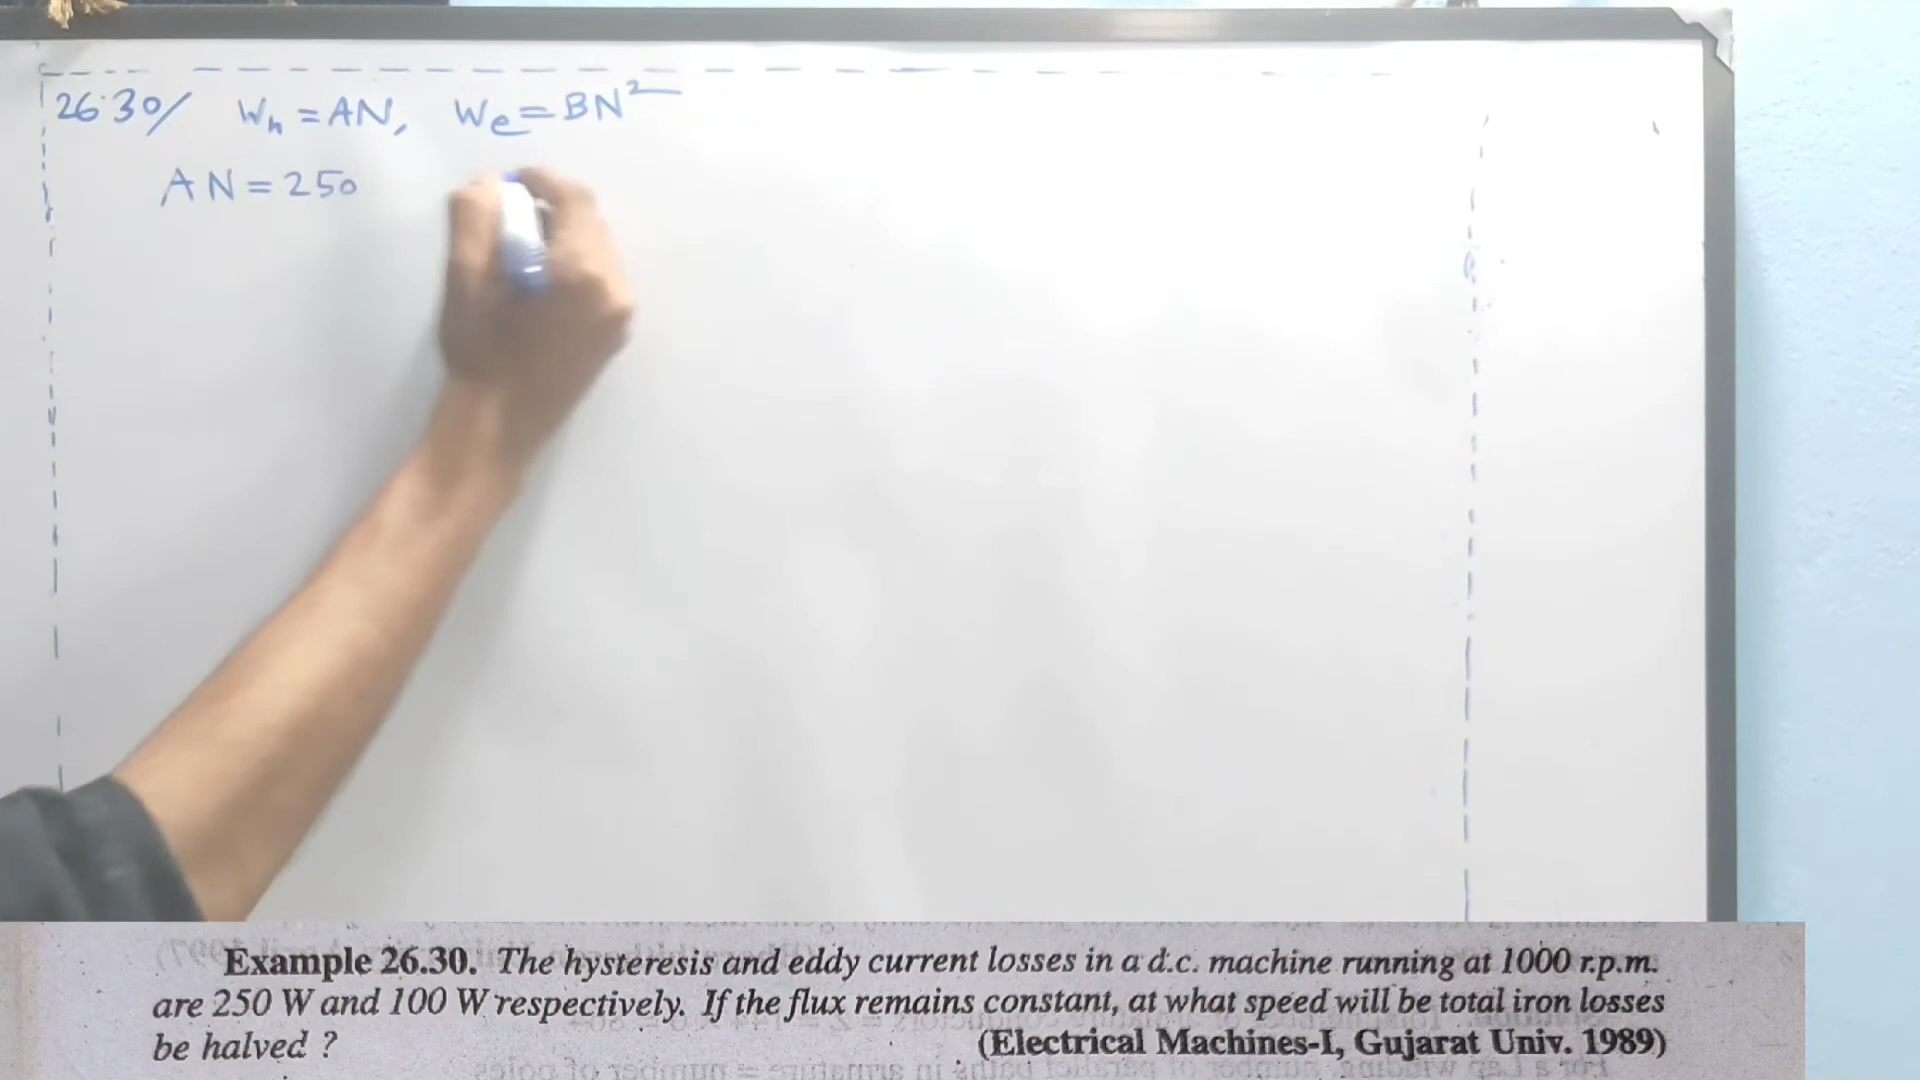 26.30/ Wh = AN, We = BN²
AN = 250
Example 26.30. The hysteresis and eddy current losses in a d.c. machine running at 1000 r.p.m.
are 250 W and 100 W respectively. If the flux remains constant, at what speed will be total iron losses
be halved ?
(Electrical Machines-I, Gujarat Univ. 1989)